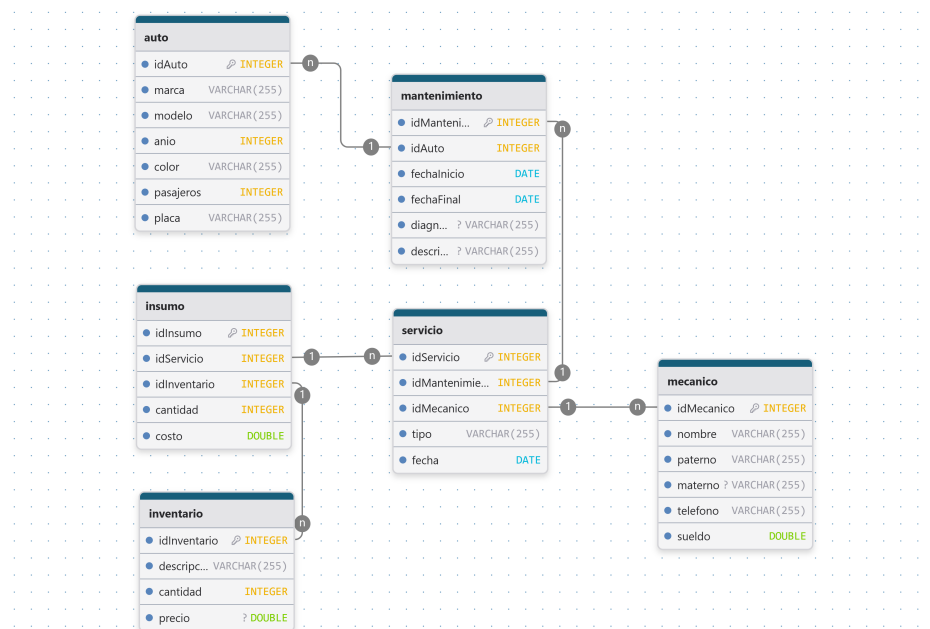 auto
idAuto INTEGER
marca VARCHAR(255)
modelo VARCHAR(255)
anio INTEGER
color VARCHAR(255)
pasajeros INTEGER
placa VARCHAR(255)
n
1
mantenimiento
idManteni... INTEGER
idAuto INTEGER
fechaInicio DATE
fechaFinal DATE
diagn... ? VARCHAR(255)
descri... ? VARCHAR(255)
n
1
insumo
idInsumo INTEGER
idServicio INTEGER
idInventario INTEGER
cantidad INTEGER
costo DOUBLE
1
n
1
n
servicio
idServicio INTEGER
idMantenimie... INTEGER
idMecanico INTEGER
tipo VARCHAR(255)
fecha DATE
1
n
mecanico
idMecanico INTEGER
nombre VARCHAR(255)
paterno VARCHAR(255)
materno ? VARCHAR(255)
telefono VARCHAR(255)
sueldo DOUBLE
inventario
idInventario INTEGER
descripc... VARCHAR(255)
cantidad INTEGER
precio ? DOUBLE